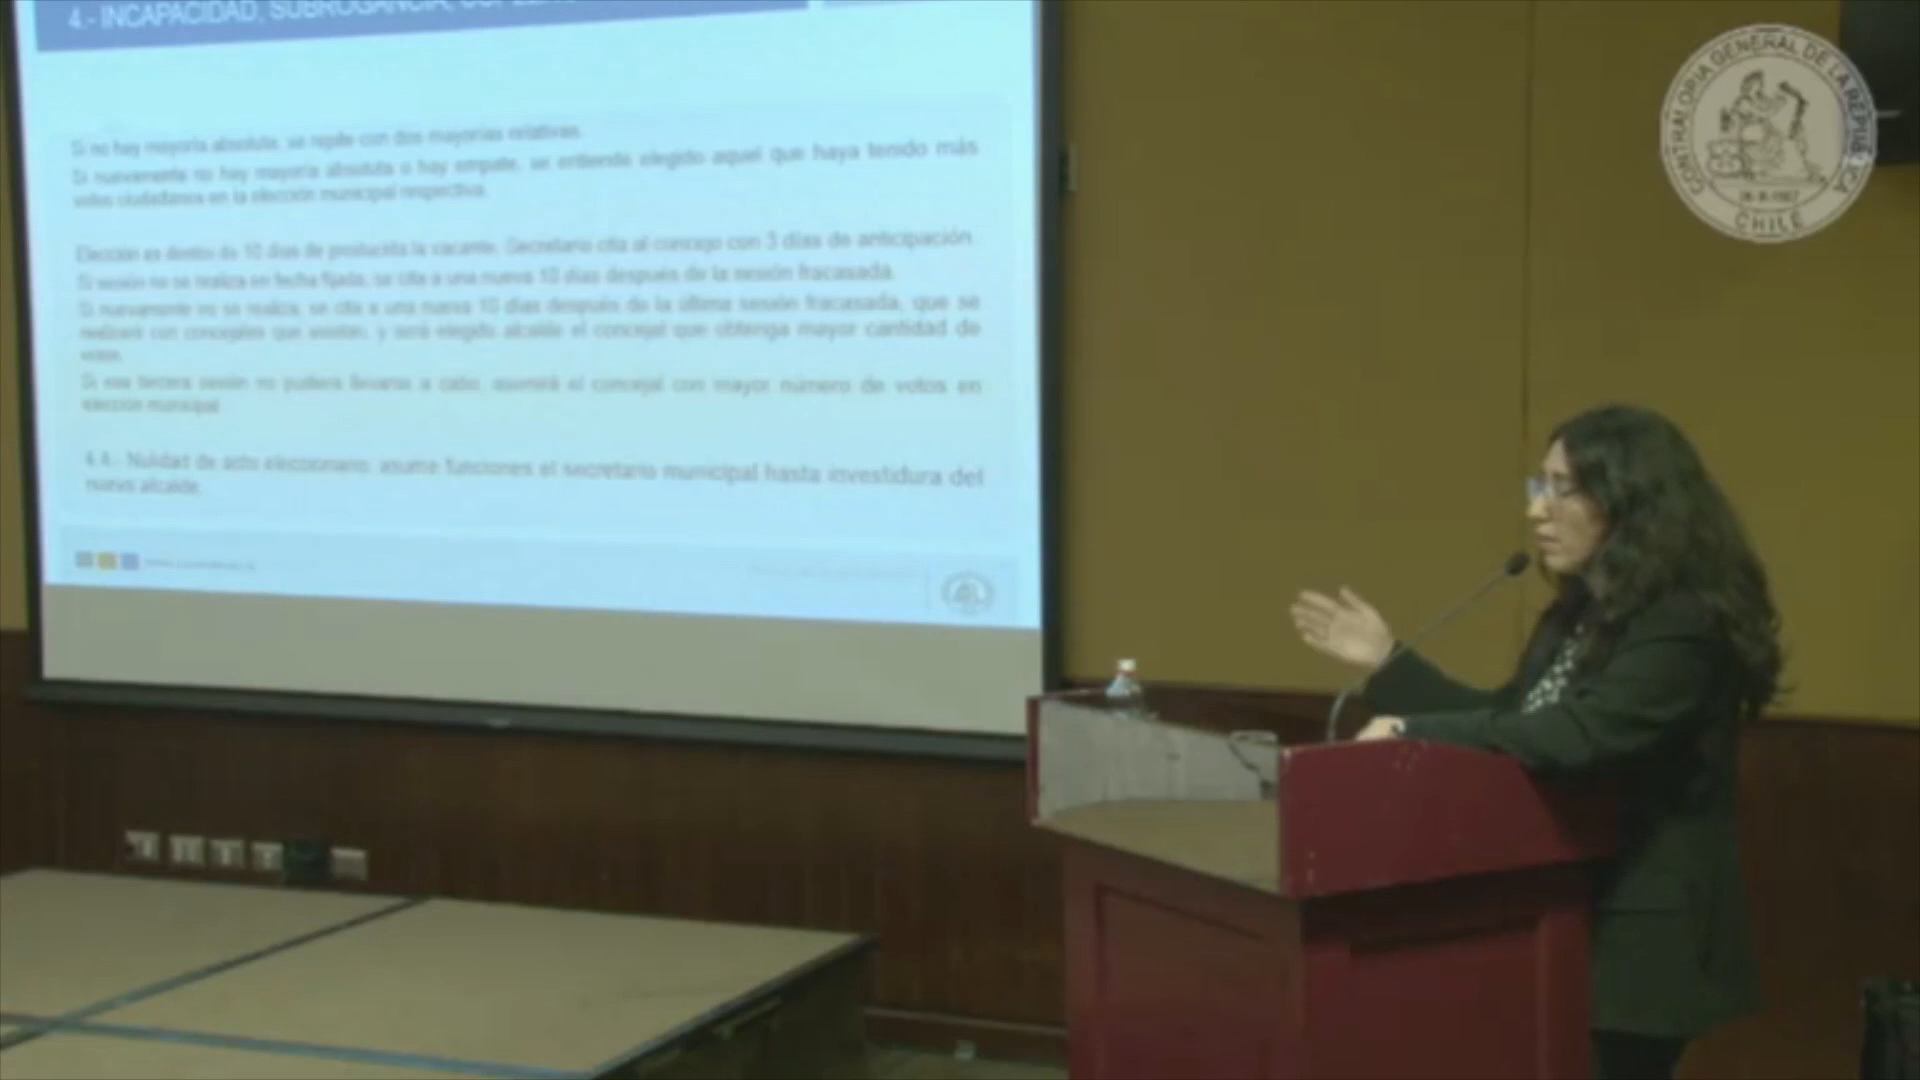 4.- INCAPACIDAD, SUBROGANCIA,
Si no hay mayoría absoluta, se repite con dos mayorías relativas.
Si nuevamente no hay mayoría absoluta o hay empate, se entiende elegido aquel que haya tenido más
votos ciudadanos en la elección municipal respectiva.
Elección es dentro de 10 días de producida la vacante. Secretario cita al concejo con 3 días de anticipación.
Si sesión no se realiza en fecha fijada, se cita a una nueva 10 días después de la sesión fracasada.
Si nuevamente no se realiza, se cita a una nueva 10 días después de la última sesión fracasada, que se
realizará con concejales que asistan, y será elegido alcalde el concejal que obtenga mayor cantidad de
votos.
Si esa tercera sesión no pudiera llevarse a cabo, asumirá el concejal con mayor número de votos en
elección municipal.
4.4.- Nulidad de acto eleccionario: asume funciones el secretario municipal hasta investidura del
nuevo alcalde.
CONTRALORIA GENERAL DE LA REPUBLICA
CHILE